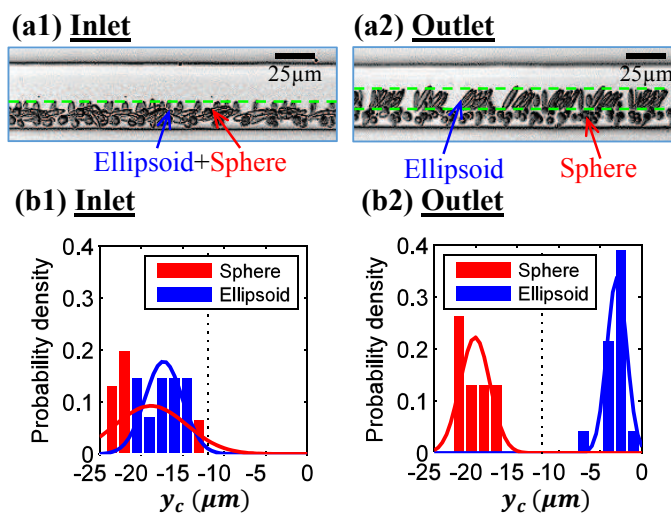 (a1) Inlet
(a2) Outlet
25μm
25μm
Ellipsoid+Sphere
Ellipsoid
Sphere
(b1) Inlet
(b2) Outlet
Probability density
0.4
0.3
0.2
0.1
0
-25 -20 -15 -10 -5 0
y_c (μm)
Sphere
Ellipsoid
Probability density
0.4
0.3
0.2
0.1
0
-25 -20 -15 -10 -5 0
y_c (μm)
Sphere
Ellipsoid